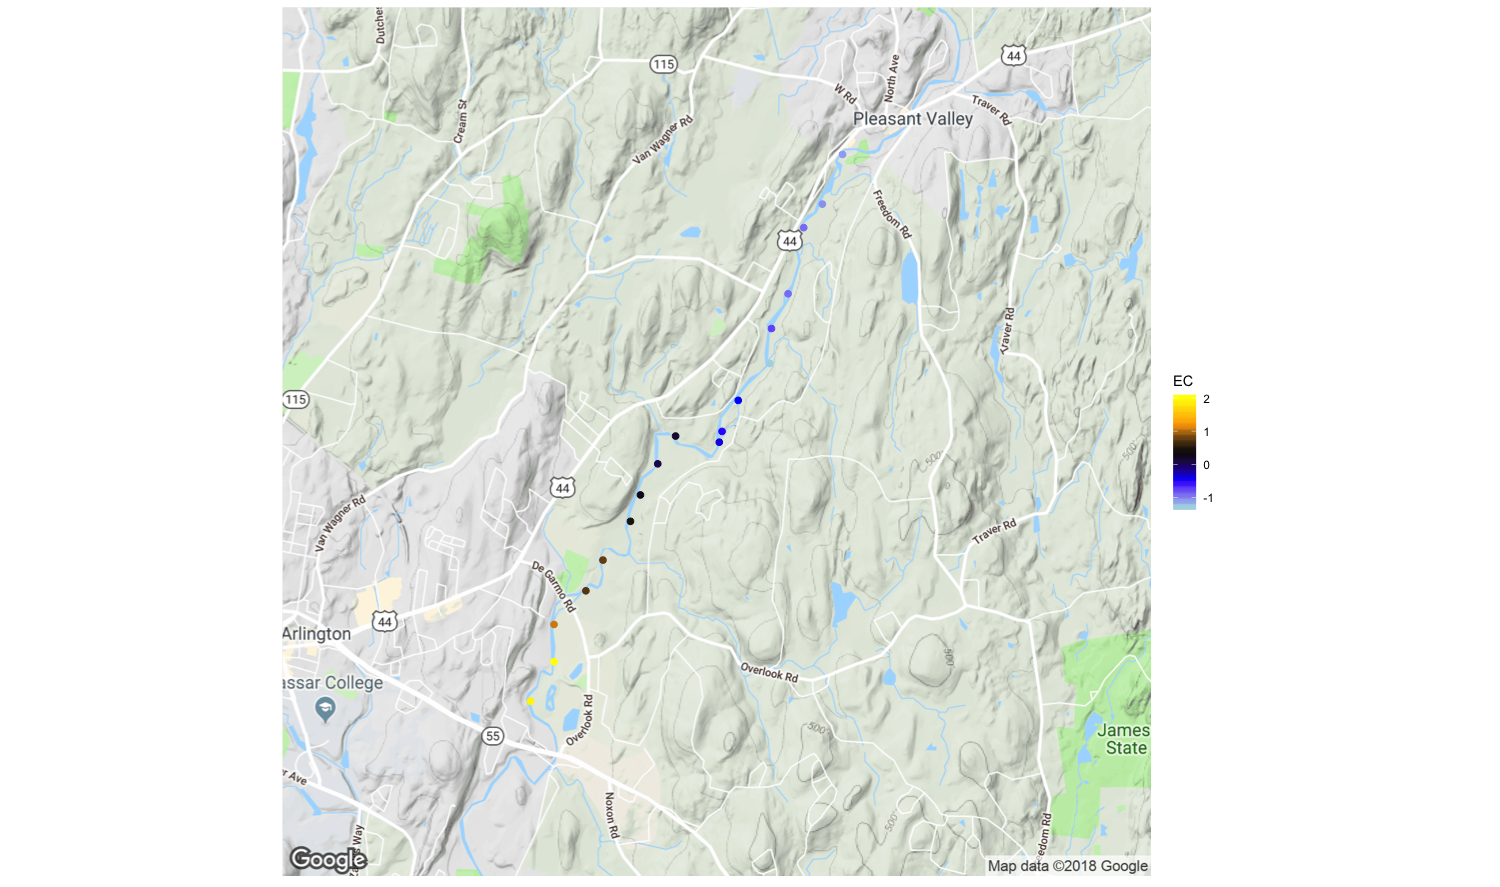 Dutches
115
44
North Ave
W Rd
Traver Rd
Cream St
Pleasant Valley
Van Wagner Rd
Freedom Rd
44
Traver Rd
EC
2
1
0
-1
115
500'
500'
44
Van Wagner Rd
Traver Rd
De Garmo Rd
44
Arlington
500'
Overlook Rd
assar College
Overlook Rd
55
500'
James
State
r Ave
Noxon Rd
500'
eedom Rd
s Way
Google
Map data ©2018 Google